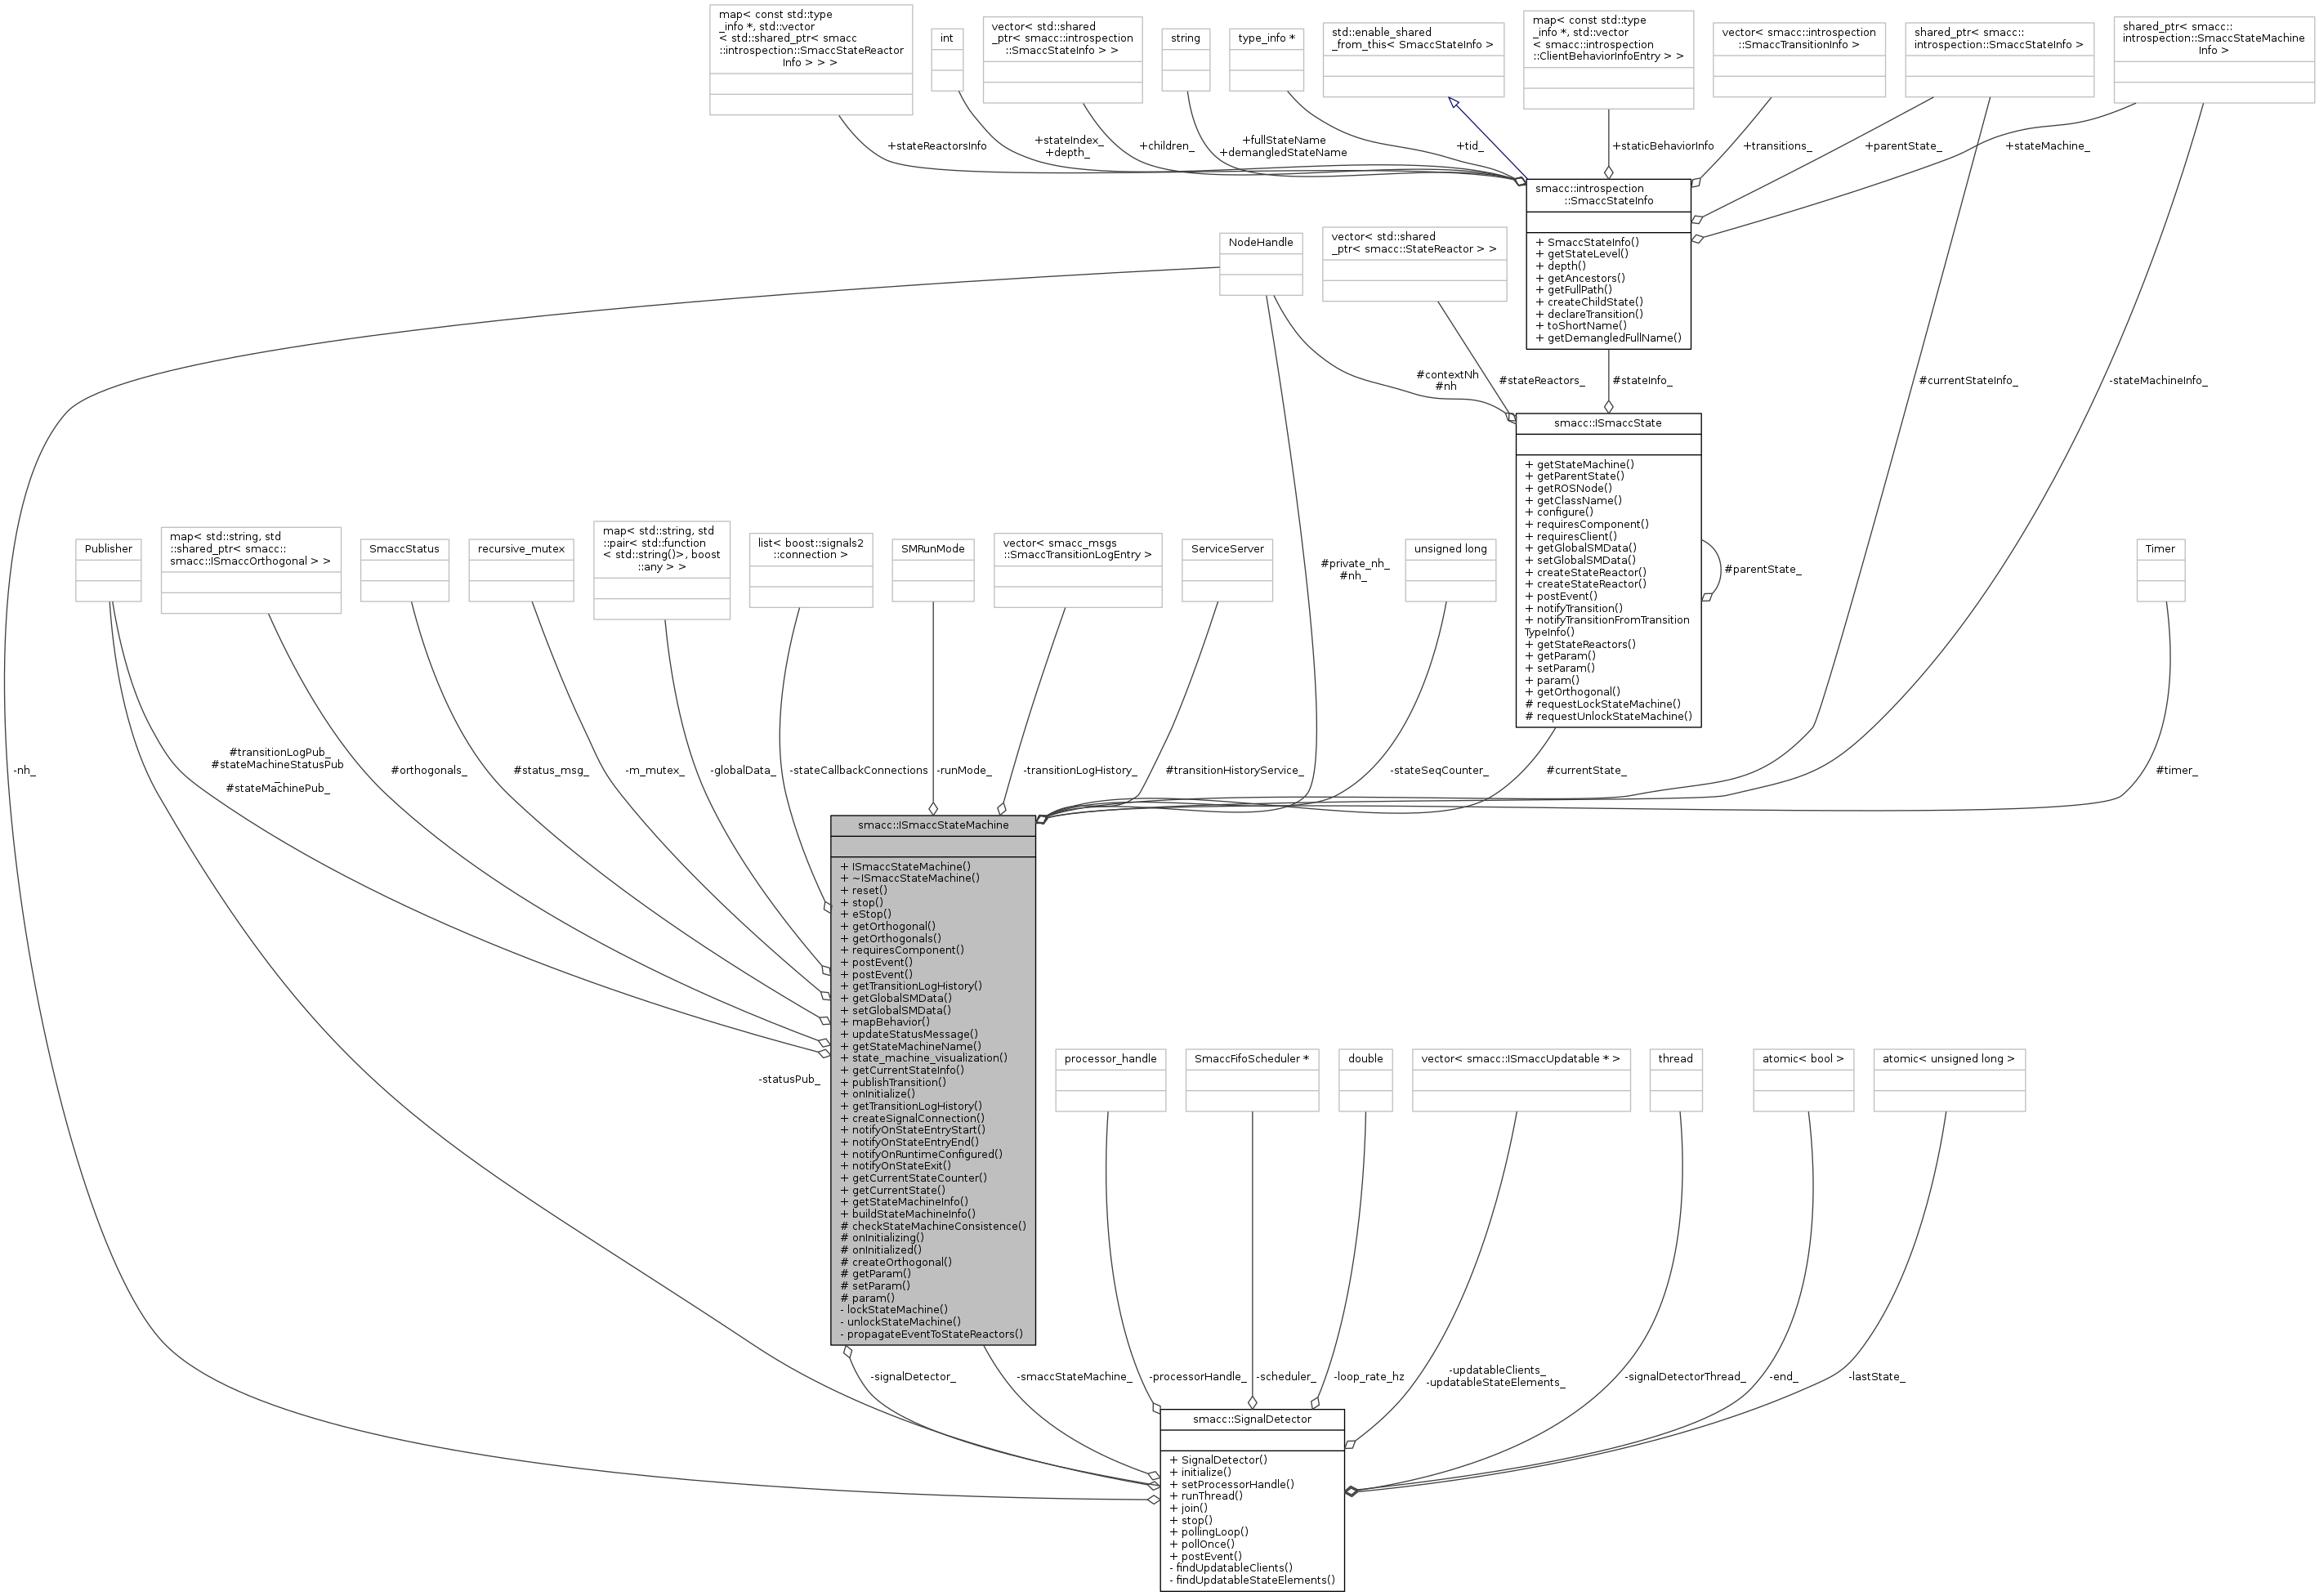 map< const std::type
_info *, std::vector
< std::shared_ptr< smacc
::introspection::SmaccStateReactor
Info > > >
int
vector< std::shared
_ptr< smacc::introspection
::SmaccStateInfo > >
string
type_info *
std::enable_shared
_from_this< SmaccStateInfo >
map< const std::type
_info *, std::vector
< smacc::introspection
::ClientBehaviorInfoEntry > >
vector< smacc::introspection
::SmaccTransitionInfo >
shared_ptr< smacc::
introspection::SmaccStateInfo >
shared_ptr< smacc::
introspection::SmaccStateMachine
Info >
+stateReactorsInfo
+stateIndex_
+depth_
+children_
+fullStateName
+demangledStateName
+tid_
+staticBehaviorInfo
+transitions_
+parentState_
+stateMachine_
smacc::introspection
::SmaccStateInfo
+ SmaccStateInfo()
+ getStateLevel()
+ depth()
+ getAncestors()
+ getFullPath()
+ createChildState()
+ declareTransition()
+ toShortName()
+ getDemangledFullName()
NodeHandle
vector< std::shared
_ptr< smacc::StateReactor > >
#contextNh
#nh
#stateReactors_
#stateInfo_
#currentStateInfo_
-stateMachineInfo_
smacc::ISmaccState
+ getStateMachine()
+ getParentState()
+ getROSNode()
+ getClassName()
+ configure()
+ requiresComponent()
+ requiresClient()
+ getGlobalSMData()
+ setGlobalSMData()
+ createStateReactor()
+ createStateReactor()
+ postEvent()
+ notifyTransition()
+ notifyTransitionFromTransition
TypeInfo()
+ getStateReactors()
+ getParam()
+ setParam()
+ param()
+ getOrthogonal()
# requestLockStateMachine()
# requestUnlockStateMachine()
#parentState_
Publisher
map< std::string, std
::shared_ptr< smacc::
smacc::ISmaccOrthogonal > >
SmaccStatus
recursive_mutex
map< std::string, std
::pair< std::function
< std::string()>, boost
::any > >
list< boost::signals2
::connection >
SMRunMode
vector< smacc_msgs
::SmaccTransitionLogEntry >
ServiceServer
#private_nh_
#nh_
unsigned long
Timer
-nh_
#transitionLogPub_
#stateMachineStatusPub
_
#stateMachinePub_
#orthogonals_
#status_msg_
-m_mutex_
-globalData_
-stateCallbackConnections
-runMode_
-transitionLogHistory_
#transitionHistoryService_
-stateSeqCounter_
#currentState_
#timer_
smacc::ISmaccStateMachine
+ ISmaccStateMachine()
+ ~ISmaccStateMachine()
+ reset()
+ stop()
+ eStop()
+ getOrthogonal()
+ getOrthogonals()
+ requiresComponent()
+ postEvent()
+ postEvent()
+ getTransitionLogHistory()
+ getGlobalSMData()
+ setGlobalSMData()
+ mapBehavior()
+ updateStatusMessage()
+ getStateMachineName()
+ state_machine_visualization()
+ getCurrentStateInfo()
+ publishTransition()
+ onInitialize()
+ getTransitionLogHistory()
+ createSignalConnection()
+ notifyOnStateEntryStart()
+ notifyOnStateEntryEnd()
+ notifyOnRuntimeConfigured()
+ notifyOnStateExit()
+ getCurrentStateCounter()
+ getCurrentState()
+ getStateMachineInfo()
+ buildStateMachineInfo()
# checkStateMachineConsistence()
# onInitializing()
# onInitialized()
# createOrthogonal()
# getParam()
# setParam()
# param()
- lockStateMachine()
- unlockStateMachine()
- propagateEventToStateReactors()
-statusPub_
processor_handle
SmaccFifoScheduler *
double
vector< smacc::ISmaccUpdatable * >
thread
atomic< bool >
atomic< unsigned long >
-signalDetector_
-smaccStateMachine_
-processorHandle_
-scheduler_
-loop_rate_hz
-updatableClients_
-updatableStateElements_
-signalDetectorThread_
-end_
-lastState_
smacc::SignalDetector
+ SignalDetector()
+ initialize()
+ setProcessorHandle()
+ runThread()
+ join()
+ stop()
+ pollingLoop()
+ pollOnce()
+ postEvent()
- findUpdatableClients()
- findUpdatableStateElements()